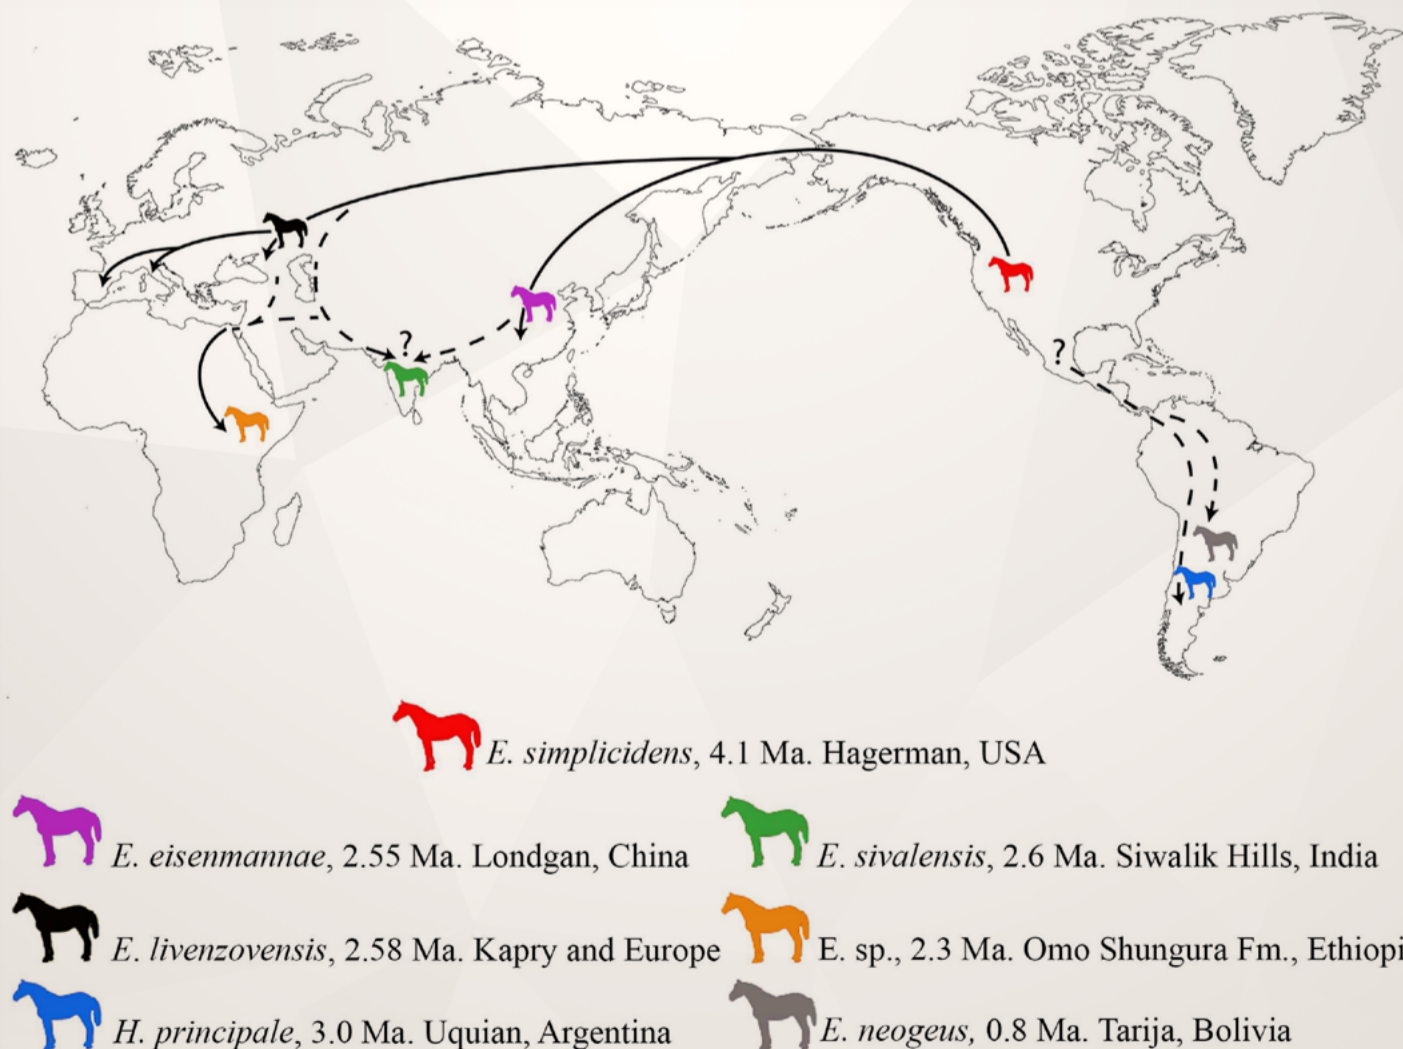 ?
?
E. simplicidens, 4.1 Ma. Hagerman, USA
E. eisenmannae, 2.55 Ma. Londgan, China
E. sivalensis, 2.6 Ma. Siwalik Hills, India
E. livenzovensis, 2.58 Ma. Kapry and Europe
E. sp., 2.3 Ma. Omo Shungura Fm., Ethiopi
H. principale, 3.0 Ma. Uquian, Argentina
E. neogeus, 0.8 Ma. Tarija, Bolivia